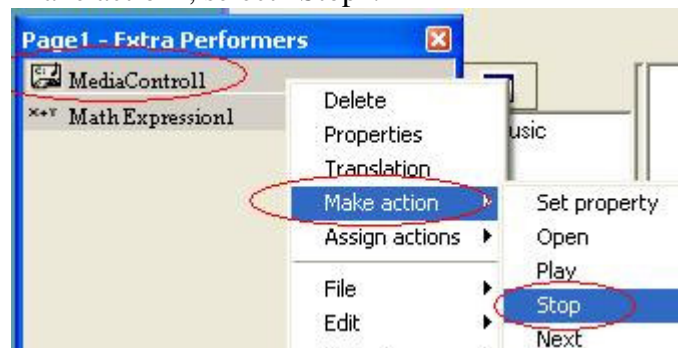 Page1 - Extra Performers
MediaControl1
Math Expression1
usic
Delete
Properties
Translation
Make action
Assign actions
File
Edit
Set property
Open
Play
Stop
Next